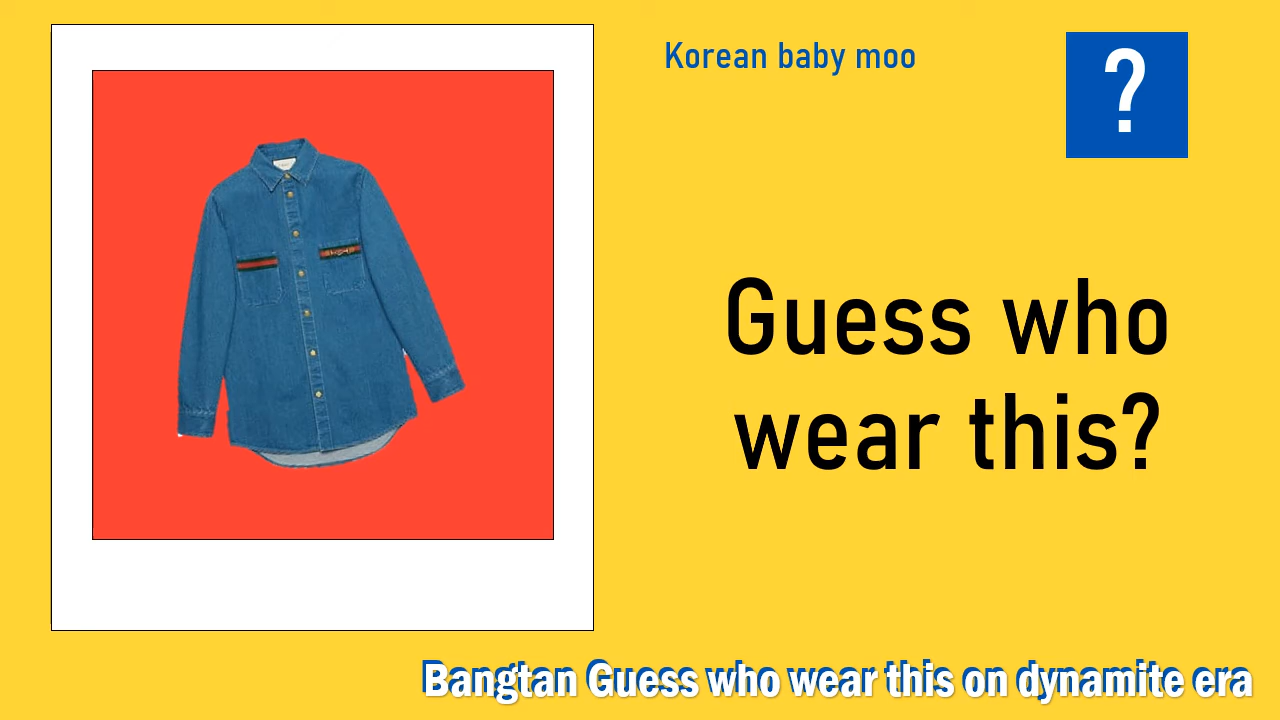 Korean baby moo
?
Guess who
wear this?
Bangtan Guess who wear this on dynamite era